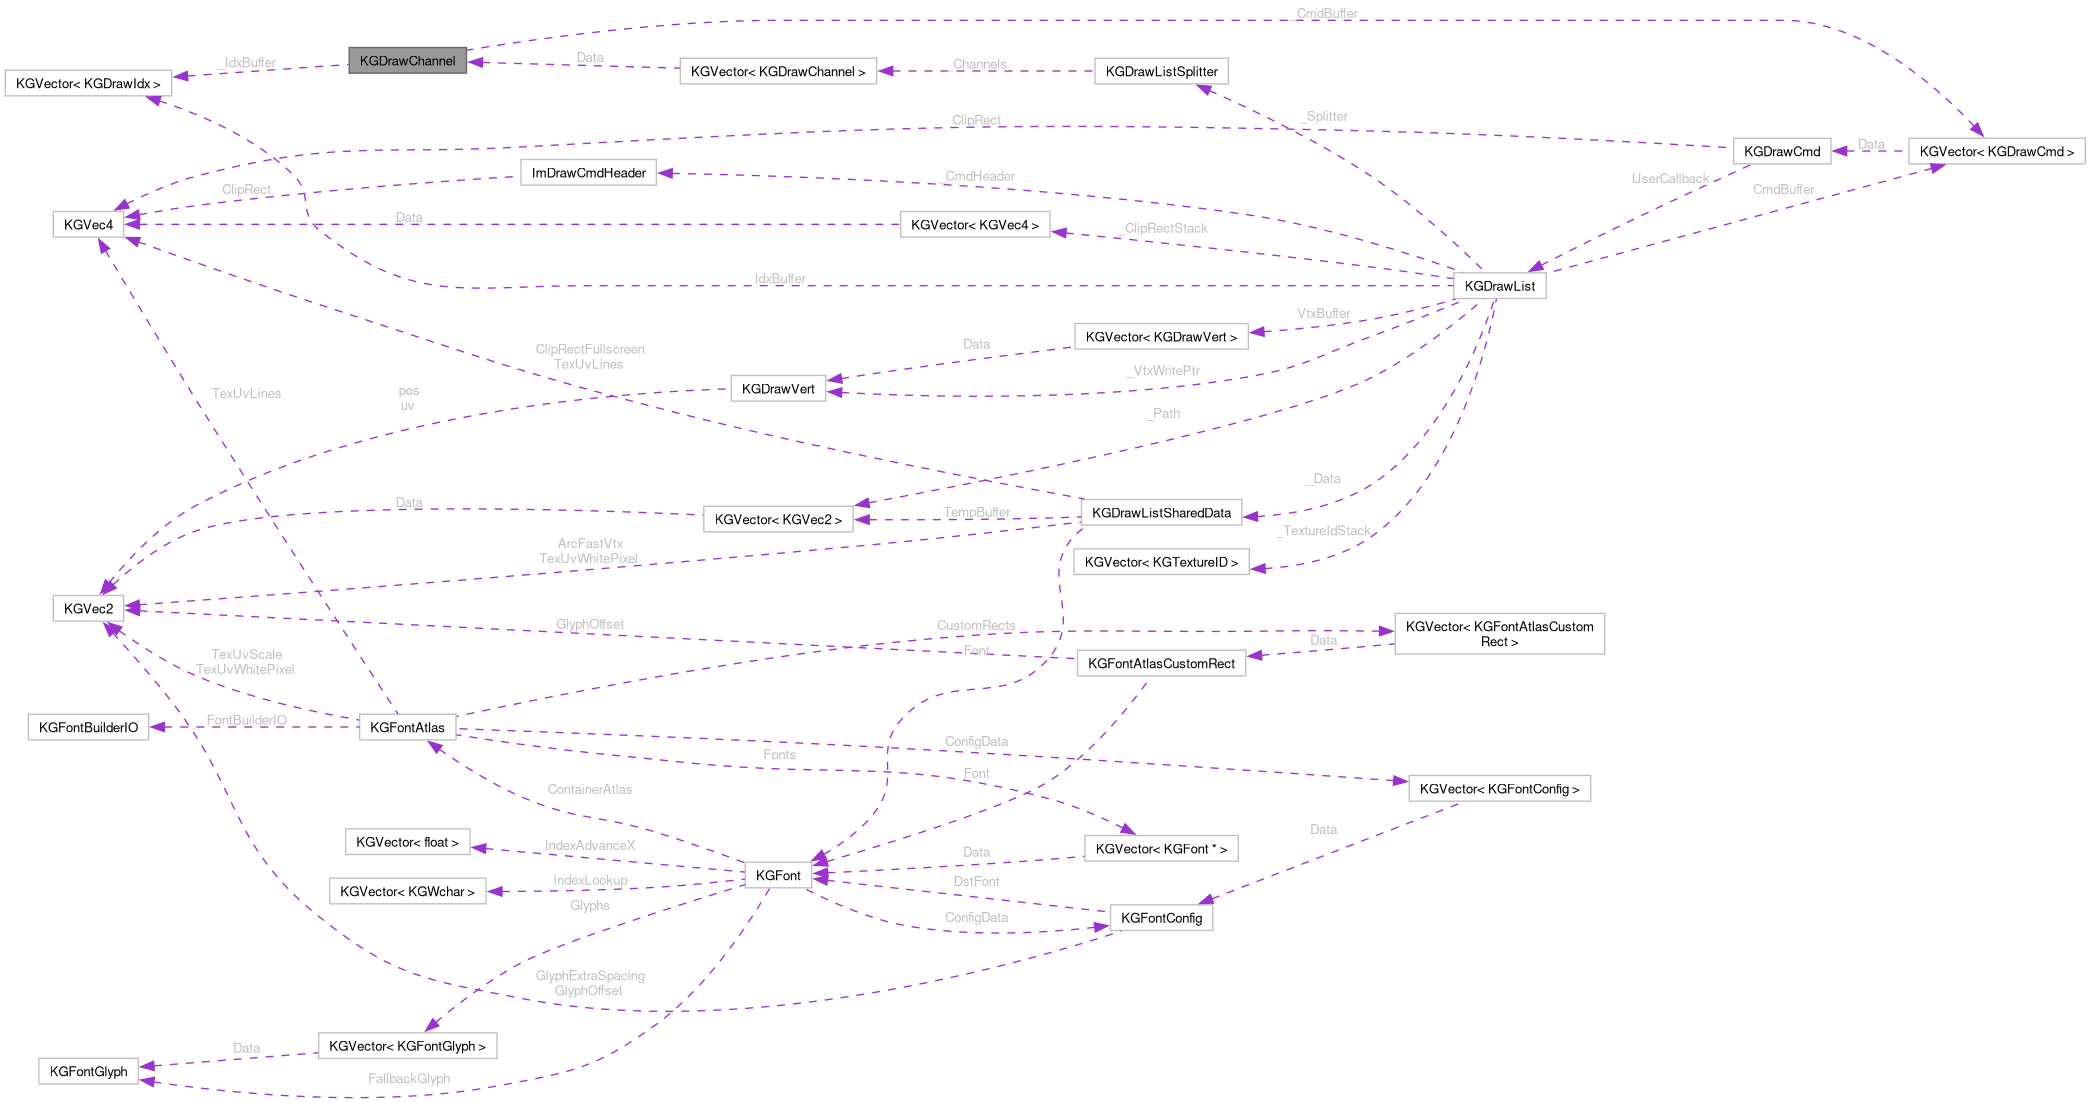 CmdBuffer
KGDrawChannel
_IdxBuffer
Data
KGVector< KGDrawIdx >
KGVector< KGDrawChannel >
Channels
KGDrawListSplitter
_Splitter
ClipRect
KGDrawCmd
Data
KGVector< KGDrawCmd >
ImDrawCmdHeader
CmdHeader
UserCallback
CmdBuffer
ClipRect
KGVec4
Data
KGVector< KGVec4 >
_ClipRectStack
IdxBuffer
KGDrawList
VtxBuffer
KGVector< KGDrawVert >
Data
ClipRectFullscreen
TexUvLines
_VtxWritePtr
KGDrawVert
TexUvLines
pos
uv
_Path
_Data
Data
KGVector< KGVec2 >
TempBuffer
KGDrawListSharedData
_TextureIdStack
ArcFastVtx
TexUvWhitePixel
KGVector< KGTextureID >
KGVec2
GlyphOffset
CustomRects
KGVector< KGFontAtlasCustom
Rect >
Font
Data
KGFontAtlasCustomRect
TexUvScale
TexUvWhitePixel
KGFontBuilderIO
FontBuilderIO
KGFontAtlas
ConfigData
Fonts
Font
ContainerAtlas
KGVector< KGFontConfig >
Data
KGVector< float >
IndexAdvanceX
KGVector< KGFont * >
Data
KGFont
KGVector< KGWchar >
IndexLookup
DstFont
Glyphs
ConfigData
KGFontConfig
GlyphExtraSpacing
GlyphOffset
KGVector< KGFontGlyph >
Data
KGFontGlyph
FallbackGlyph